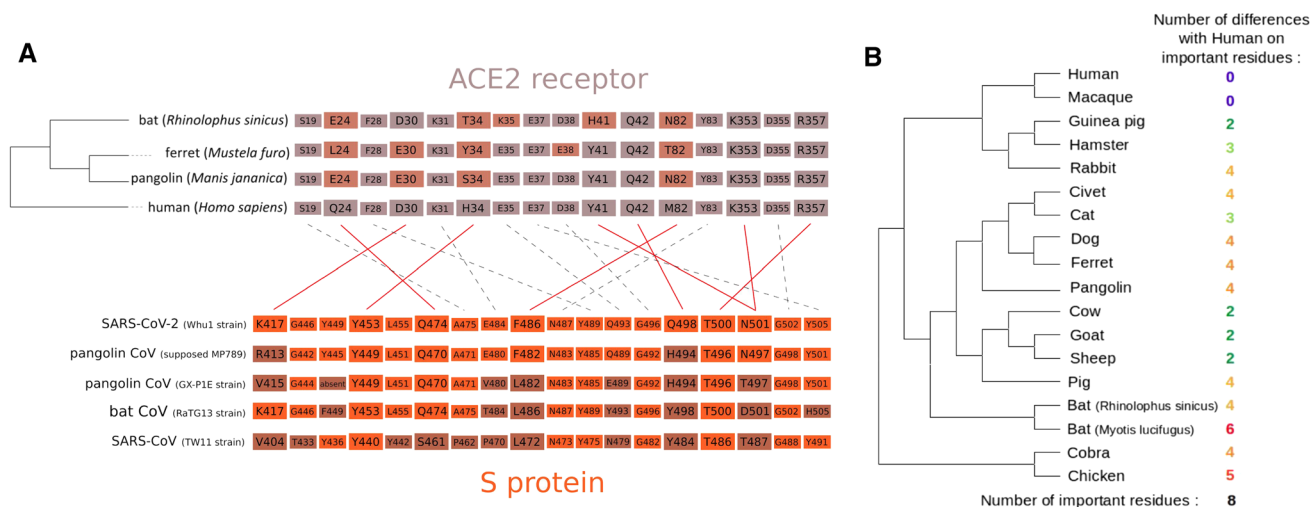 A
ACE2 receptor
bat (Rhinolophus sinicus) S19 E24 F28 D30 K31 T34 K35 E37 D38 H41 Q42 N82 Y83 K353 D355 R357
ferret (Mustela furo) S19 L24 F28 E30 K31 Y34 E35 E37 E38 Y41 Q42 T82 Y83 K353 D355 R357
pangolin (Manis jananica) S19 E24 F28 E30 K31 S34 E35 E37 D38 Y41 Q42 N82 Y83 K353 D355 R357
human (Homo sapiens) S19 Q24 F28 D30 K31 H34 E35 E37 D38 Y41 Q42 M82 Y83 K353 D355 R357
SARS-CoV-2 (Whu1 strain) K417 G446 Y449 Y453 L455 Q474 A475 E484 F486 N487 Y489 Q493 G496 Q498 T500 N501 G502 Y505
pangolin CoV (supposed MP789) R413 G442 Y445 Y449 L451 Q470 A471 E480 F482 N483 Y485 Q489 G492 H494 T496 N497 G498 Y501
pangolin CoV (GX-P1E strain) V415 G444 absent Y449 L451 Q470 A471 V480 L482 N483 Y485 E489 G492 H494 T496 T497 G498 Y501
bat CoV (RaTG13 strain) K417 G446 F449 Y453 L455 Q474 A475 T484 L486 N487 Y489 Y493 G496 Y498 T500 D501 G502 H505
SARS-CoV (TW11 strain) V404 T433 Y436 Y440 Y442 S461 P462 P470 L472 N473 Y475 N479 G482 Y484 T486 T487 G488 Y491
S protein
B
Number of differences
with Human on
important residues :
Human 0
Macaque 0
Guinea pig 2
Hamster 3
Rabbit 4
Civet 4
Cat 3
Dog 4
Ferret 4
Pangolin 4
Cow 2
Goat 2
Sheep 2
Pig 4
Bat (Rhinolophus sinicus) 4
Bat (Myotis lucifugus) 6
Cobra 4
Chicken 5
Number of important residues : 8